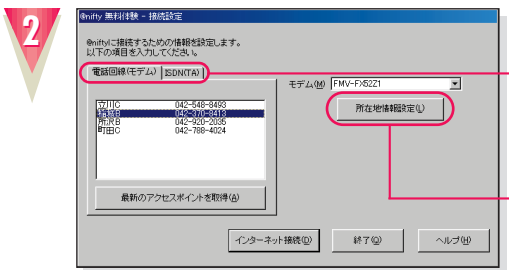 2
@nifty 無料体験 - 接続設定
@niftyに接続するための情報を設定します。
以下の項目を入力してください。
電話回線(モデム) ISDN(TA)
モデム(M) FMV-FX52Z1
所在地情報設定(L)
立川C 042-548-8493
稲城B 042-370-8413
所沢B 042-920-2035
町田C 042-788-4024
最新のアクセスポイントを取得(A)
インターネット接続(D) 終了(Q) ヘルプ(H)